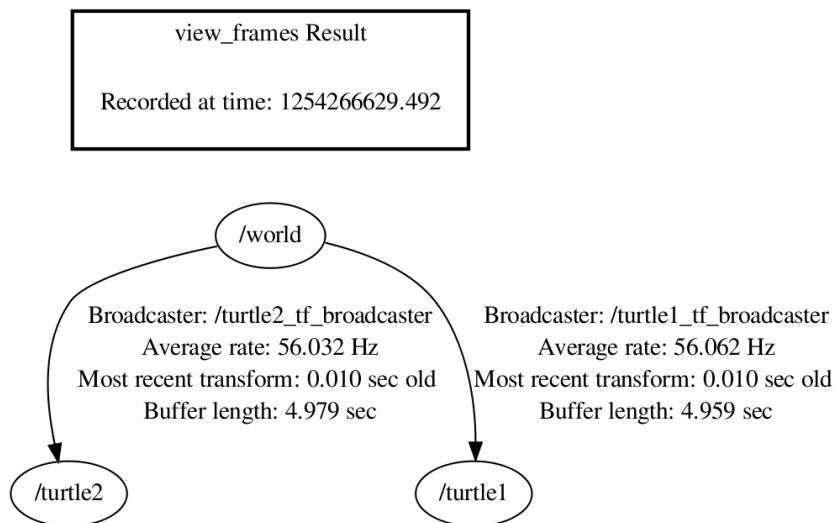 view_frames Result
Recorded at time: 1254266629.492
/world
Broadcaster: /turtle2_tf_broadcaster
Average rate: 56.032 Hz
Most recent transform: 0.010 sec old
Buffer length: 4.979 sec
Broadcaster: /turtle1_tf_broadcaster
Average rate: 56.062 Hz
Most recent transform: 0.010 sec old
Buffer length: 4.959 sec
/turtle2
/turtle1